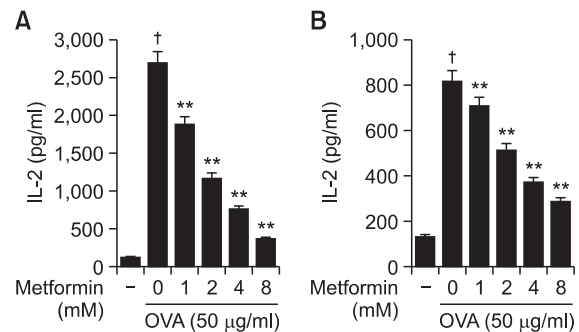 A
3,000
2,500
2,000
1,500
1,000
500
0
IL-2 (pg/ml)
†
**
**
**
**
Metformin (mM)
− 0 1 2 4 8
OVA (50 μg/ml)
B
1,000
800
600
400
200
0
IL-2 (pg/ml)
†
**
**
**
**
Metformin (mM)
− 0 1 2 4 8
OVA (50 μg/ml)